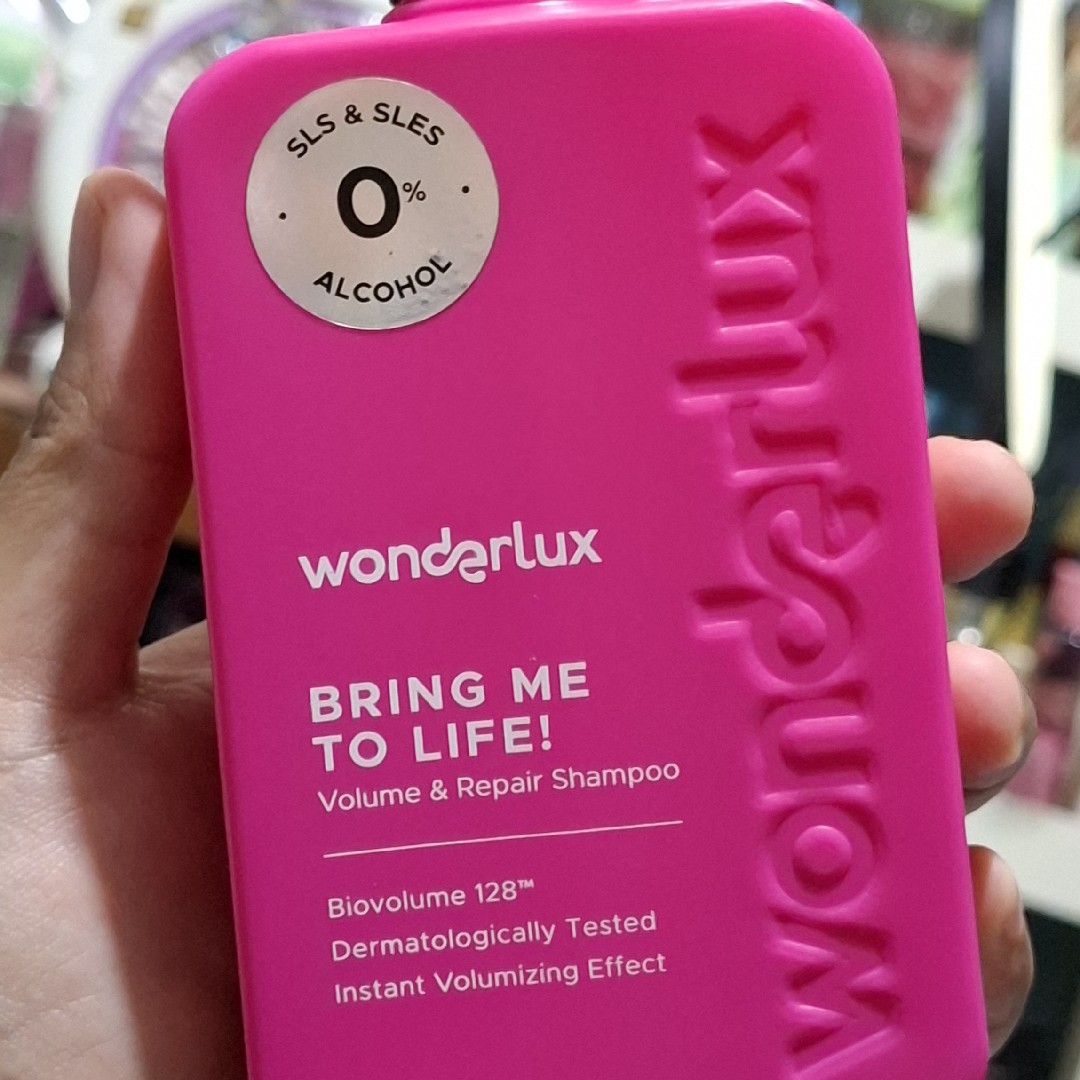 SLS & SLES
0%
ALCOHOL
wonderlux
wonderlux
BRING ME
TO LIFE!
Volume & Repair Shampoo
Biovolume 128™
Dermatologically Tested
Instant Volumizing Effect